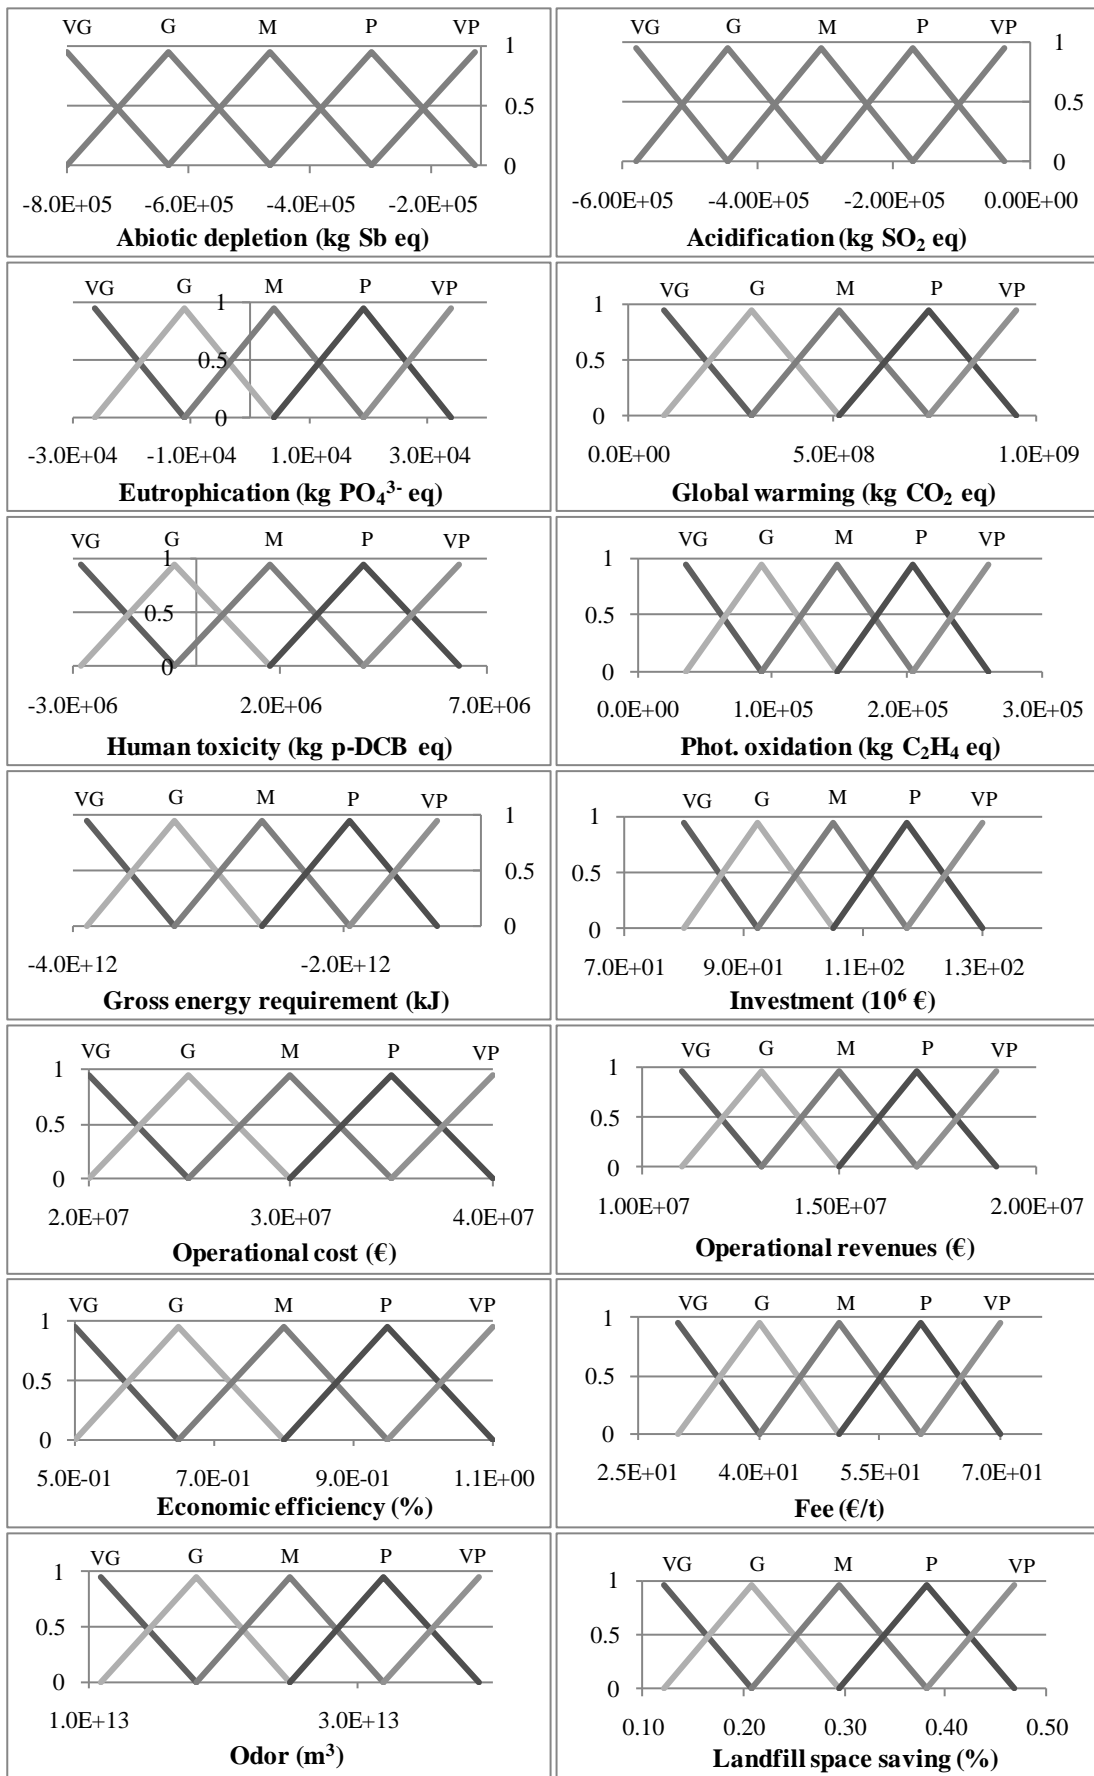 VG G M P VP
1
0.5
0
-8.0E+05 -6.0E+05 -4.0E+05 -2.0E+05
Abiotic depletion (kg Sb eq)
VG G M P VP
1
0.5
0
-6.00E+05 -4.00E+05 -2.00E+05 0.00E+00
Acidification (kg SO₂ eq)
VG G M P VP
1
0.5
0
-3.0E+04 -1.0E+04 1.0E+04 3.0E+04
Eutrophication (kg PO₄³⁻ eq)
VG G M P VP
1
0.5
0
0.0E+00 5.0E+08 1.0E+09
Global warming (kg CO₂ eq)
VG G M P VP
1
0.5
0
-3.0E+06 2.0E+06 7.0E+06
Human toxicity (kg p-DCB eq)
VG G M P VP
1
0.5
0
0.0E+00 1.0E+05 2.0E+05 3.0E+05
Phot. oxidation (kg C₂H₄ eq)
VG G M P VP
1
0.5
0
-4.0E+12 -2.0E+12
Gross energy requirement (kJ)
VG G M P VP
1
0.5
0
7.0E+01 9.0E+01 1.1E+02 1.3E+02
Investment (10⁶ €)
VG G M P VP
1
0.5
0
2.0E+07 3.0E+07 4.0E+07
Operational cost (€)
VG G M P VP
1
0.5
0
1.00E+07 1.50E+07 2.00E+07
Operational revenues (€)
VG G M P VP
1
0.5
0
5.0E-01 7.0E-01 9.0E-01 1.1E+00
Economic efficiency (%)
VG G M P VP
1
0.5
0
2.5E+01 4.0E+01 5.5E+01 7.0E+01
Fee (€/t)
VG G M P VP
1
0.5
0
1.0E+13 3.0E+13
Odor (m³)
VG G M P VP
1
0.5
0
0.10 0.20 0.30 0.40 0.50
Landfill space saving (%)